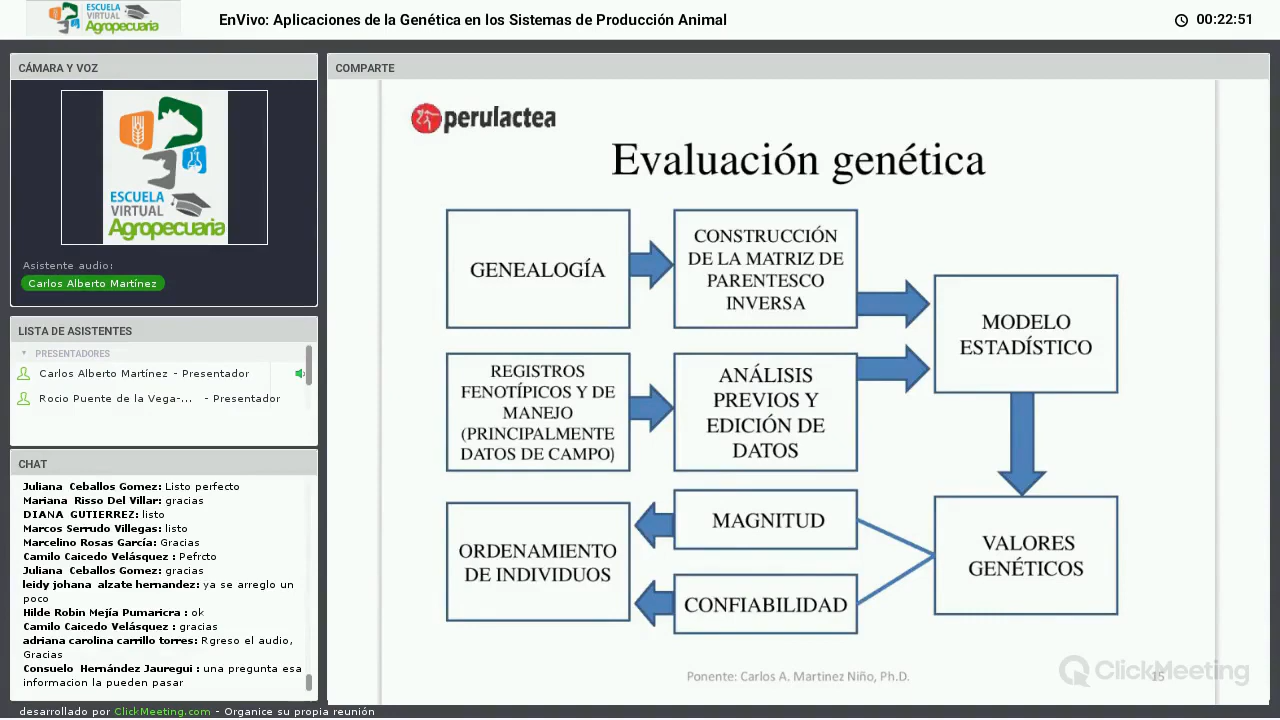 ESCUELA
VIRTUAL
Agropecuaria
EnVivo: Aplicaciones de la Genética en los Sistemas de Producción Animal
00:22:51
CÁMARA Y VOZ
ESCUELA
VIRTUAL
Agropecuaria
Asistente audio:
Carlos Alberto Martínez
LISTA DE ASISTENTES
PRESENTADORES
Carlos Alberto Martínez - Presentador
Rocio Puente de la Vega-... - Presentador
CHAT
Juliana Ceballos Gomez: Listo perfecto
Mariana Risso Del Villar: gracias
DIANA GUTIERREZ: listo
Marcos Serrudo Villegas: listo
Marcelino Rosas García: Gracias
Camilo Caicedo Velásquez : Pefrcto
Juliana Ceballos Gomez: gracias
leidy johana alzate hernandez: ya se arreglo un
poco
Hilde Robin Mejía Pumaricra : ok
Camilo Caicedo Velásquez : gracias
adriana carolina carrillo torres: Rgreso el audio,
Gracias
Consuelo Hernández Jauregui : una pregunta esa
informacion la pueden pasar
COMPARTE
perulactea
Evaluación genética
GENEALOGÍA
CONSTRUCCIÓN
DE LA MATRIZ DE
PARENTESCO
INVERSA
MODELO
ESTADÍSTICO
REGISTROS
FENOTÍPICOS Y DE
MANEJO
(PRINCIPALMENTE
DATOS DE CAMPO)
ANÁLISIS
PREVIOS Y
EDICIÓN DE
DATOS
ORDENAMIENTO
DE INDIVIDUOS
MAGNITUD
CONFIABILIDAD
VALORES
GENÉTICOS
Ponente: Carlos A. Martinez Niño, Ph.D.
15
ClickMeeting
desarrollado por ClickMeeting.com - Organice su propia reunión